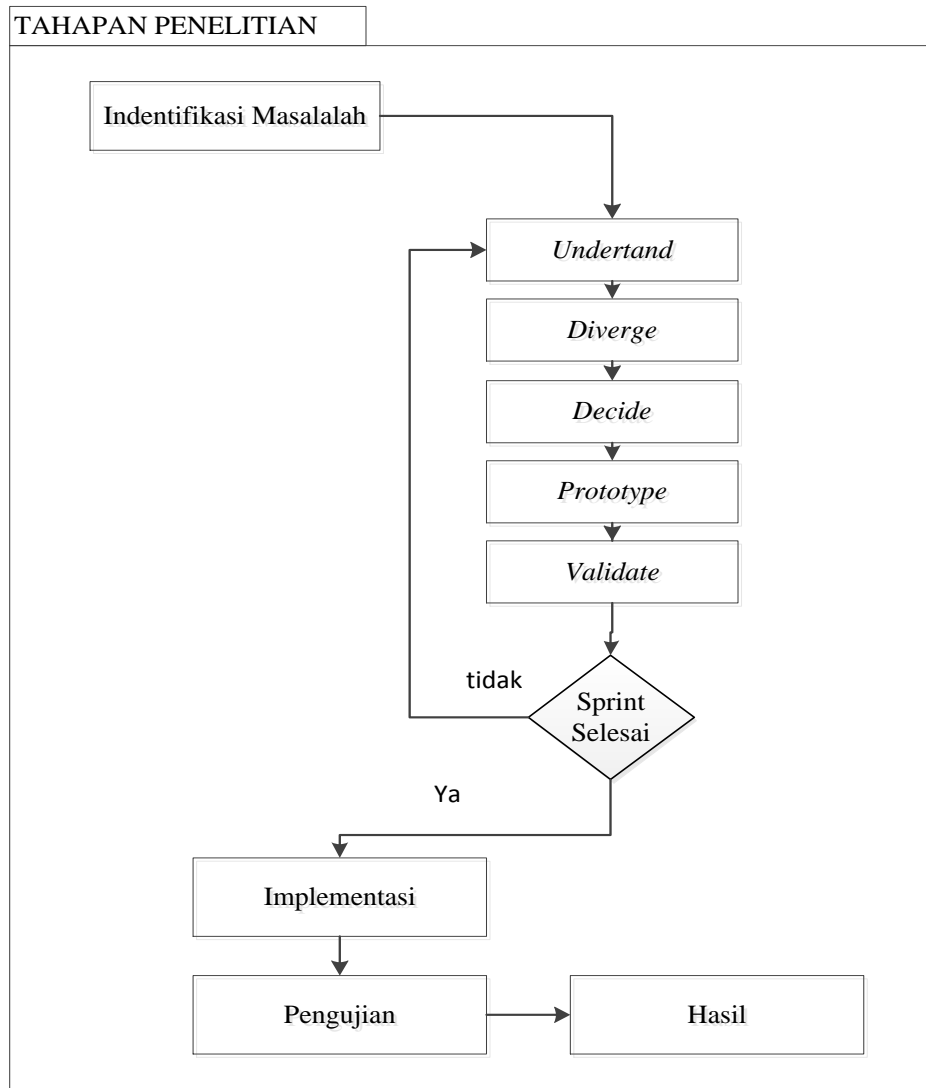 TAHAPAN PENELITIAN
Indentifikasi Masalalah
Undertand
Diverge
Decide
Prototype
Validate
tidak
Sprint
Selesai
Ya
Implementasi
Pengujian
Hasil